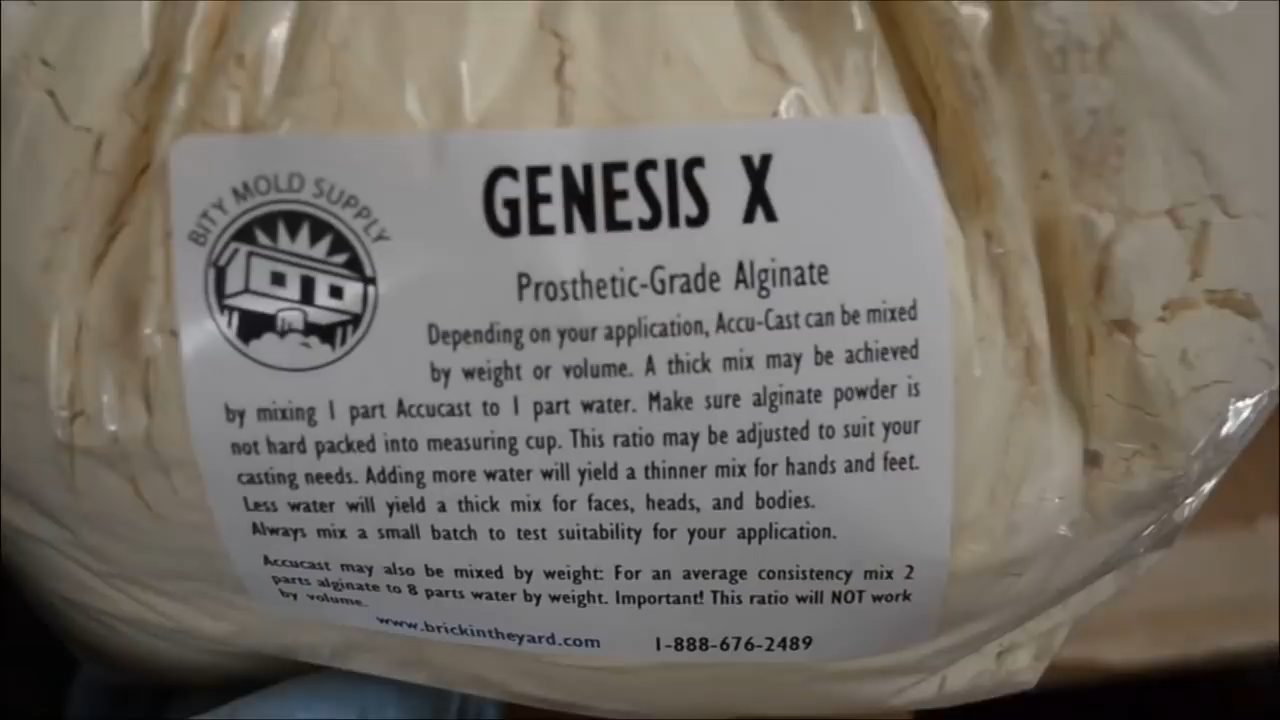 BITY MOLD SUPPLY
GENESIS X
Prosthetic-Grade Alginate
Depending on your application, Accu-Cast can be mixed
by weight or volume. A thick mix may be achieved
by mixing 1 part Accucast to 1 part water. Make sure alginate powder is
not hard packed into measuring cup. This ratio may be adjusted to suit your
casting needs. Adding more water will yield a thinner mix for hands and feet.
Less water will yield a thick mix for faces, heads, and bodies.
Always mix a small batch to test suitability for your application.
Accucast may also be mixed by weight: For an average consistency mix 2
parts alginate to 8 parts water by weight. Important! This ratio will NOT work
by volume.
www.brickintheyard.com 1-888-676-2489